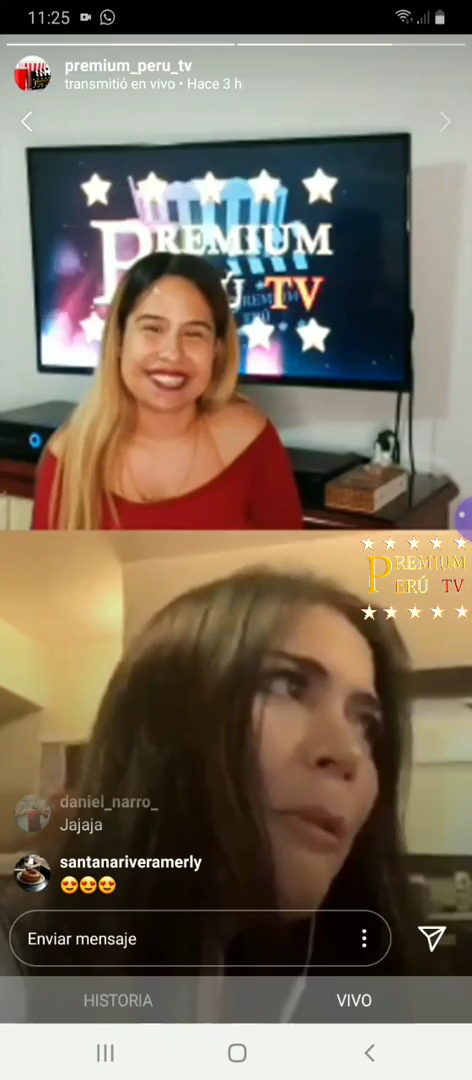 11:25
premium_peru_tv
transmitió en vivo • Hace 3 h
PREMIUM
PERÚ TV
PREMIUM
PERÚ TV
daniel_narro_
Jajaja
santanariveramerly
Enviar mensaje
HISTORIA
VIVO